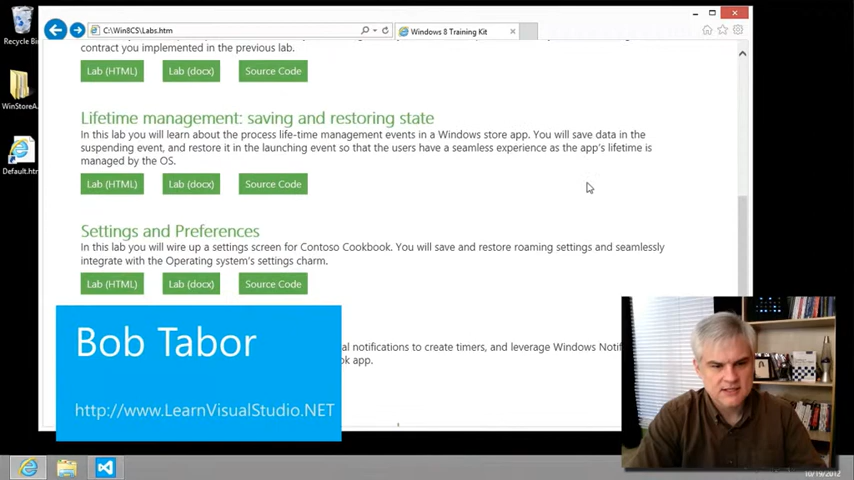 Recycle Bin
WinStoreA.
Default.htm
C:\Win8CS\Labs.htm
Windows 8 Training Kit
contract you implemented in the previous lab.
Lab (HTML)
Lab (docx)
Source Code
Lifetime management: saving and restoring state
In this lab you will learn about the process life-time management events in a Windows store app. You will save data in the
suspending event, and restore it in the launching event so that the users have a seamless experience as the app's lifetime is
managed by the OS.
Lab (HTML)
Lab (docx)
Source Code
Settings and Preferences
In this lab you will wire up a settings screen for Contoso Cookbook. You will save and restore roaming settings and seamlessly
integrate with the Operating system's settings charm.
Lab (HTML)
Lab (docx)
Source Code
al notifications to create timers, and leverage Windows Notif
ok app.
Bob Tabor
http://www.LearnVisualStudio.NET
10/19/2012